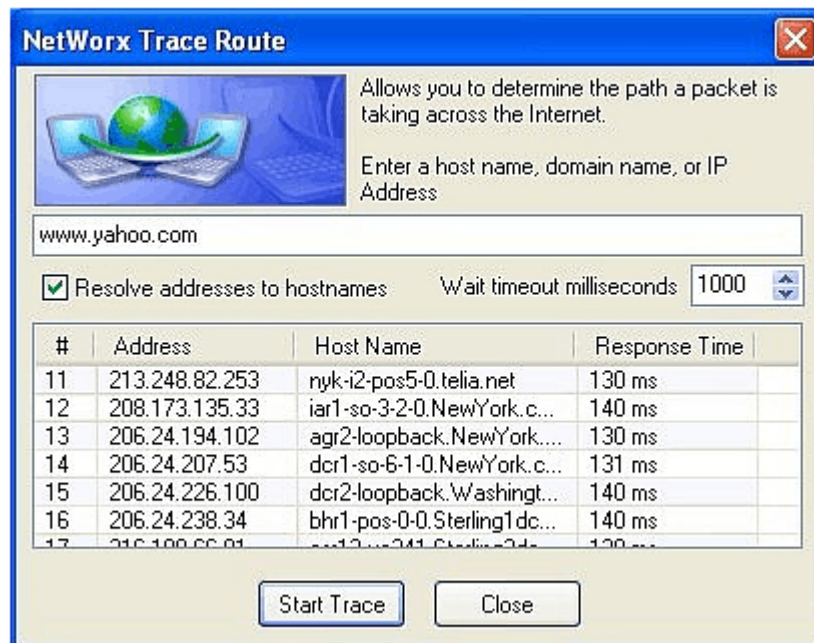 NetWorx Trace Route
Allows you to determine the path a packet is
taking across the Internet.
Enter a host name, domain name, or IP
Address
www.yahoo.com
Resolve addresses to hostnames Wait timeout milliseconds 1000
# Address Host Name Response Time
11 213.248.82.253 nyk-i2-pos5-0.telia.net 130 ms
12 208.173.135.33 iar1-so-3-2-0.NewYork.c... 140 ms
13 206.24.194.102 agr2-loopback.NewYork.... 130 ms
14 206.24.207.53 dcr1-so-6-1-0.NewYork.c... 131 ms
15 206.24.226.100 dcr2-loopback.Washingt... 140 ms
16 206.24.238.34 bhr1-pos-0-0.Sterling1dc... 140 ms
17
Start Trace Close